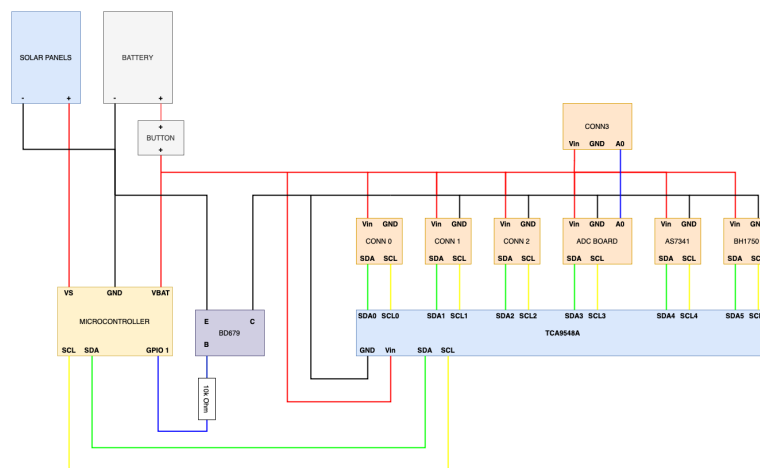 SOLAR PANELS
- +
BATTERY
- +
+
BUTTON
+
CONN3
Vin GND A0
Vin GND
CONN 0
SDA SCL
Vin GND
CONN 1
SDA SCL
Vin GND
CONN 2
SDA SCL
Vin GND A0
ADC BOARD
SDA SCL
Vin GND
AS7341
SDA SCL
Vin
BH1750
SDA
VS GND VBAT
MICROCONTROLLER
SCL SDA GPIO 1
E C
BD679
B
10k Ohm
SDA0 SCL0 SDA1 SCL1 SDA2 SCL2 SDA3 SCL3 SDA4 SCL4 SDA5
TCA9548A
GND Vin SDA SCL